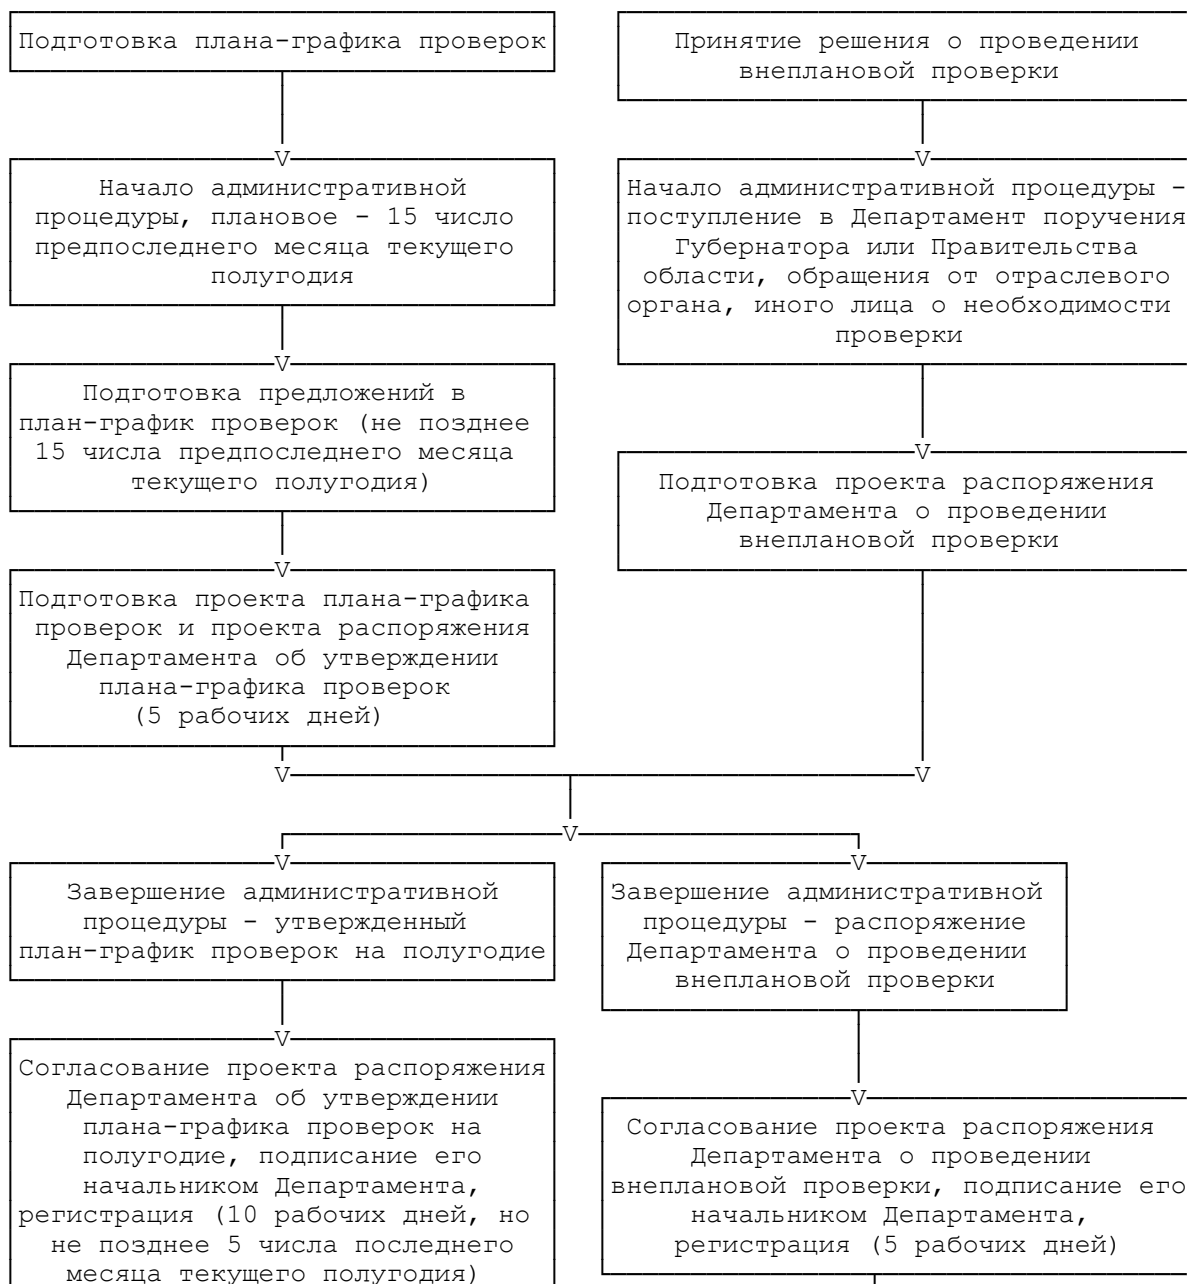 Подготовка плана-графика проверок
Принятие решения о проведении
внеплановой проверки
Начало административной
процедуры, плановое - 15 число
предпоследнего месяца текущего
полугодия
Начало административной процедуры -
поступление в Департамент поручения
Губернатора или Правительства
области, обращения от отраслевого
органа, иного лица о необходимости
проверки
Подготовка предложений в
план-график проверок (не позднее
15 числа предпоследнего месяца
текущего полугодия)
Подготовка проекта распоряжения
Департамента о проведении
внеплановой проверки
Подготовка проекта плана-графика
проверок и проекта распоряжения
Департамента об утверждении
плана-графика проверок
(5 рабочих дней)
Завершение административной
процедуры - утвержденный
план-график проверок на полугодие
Завершение административной
процедуры - распоряжение
Департамента о проведении
внеплановой проверки
Согласование проекта распоряжения
Департамента об утверждении
плана-графика проверок на
полугодие, подписание его
начальником Департамента,
регистрация (10 рабочих дней, но
не позднее 5 числа последнего
месяца текущего полугодия)
Согласование проекта распоряжения
Департамента о проведении
внеплановой проверки, подписание его
начальником Департамента,
регистрация (5 рабочих дней)